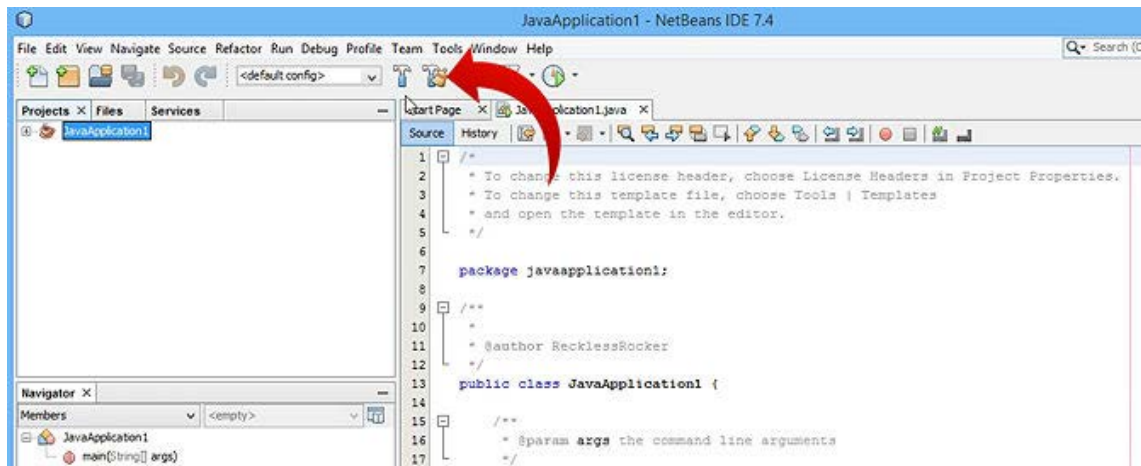 JavaApplication1 - NetBeans IDE 7.4
File Edit View Navigate Source Refactor Run Debug Profile Team Tools Window Help
Search (C
<default config>
Projects Files Services
JavaApplication1
Start Page
Source History
1 /*
2 * To change this license header, choose License Headers in Project Properties.
3 * To change this template file, choose Tools | Templates
4 * and open the template in the editor.
5 */
6
7 package javaapplication1;
8
9 /**
10 *
11 * @author RecklessRocker
12 */
13 public class JavaApplication1 {
14
15 /**
16 * @param args the command line arguments
17 */
Navigator
Members <empty>
JavaApplication1
main(String[] args)